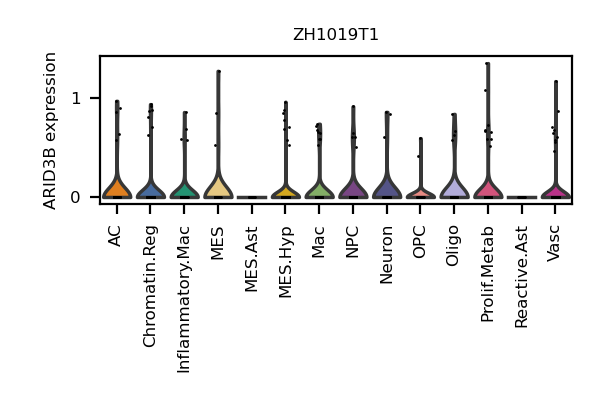 ZH1019T1
ARID3B expression
1
0
AC
Chromatin.Reg
Inflammatory.Mac
MES
MES.Ast
MES.Hyp
Mac
NPC
Neuron
OPC
Oligo
Prolif.Metab
Reactive.Ast
Vasc